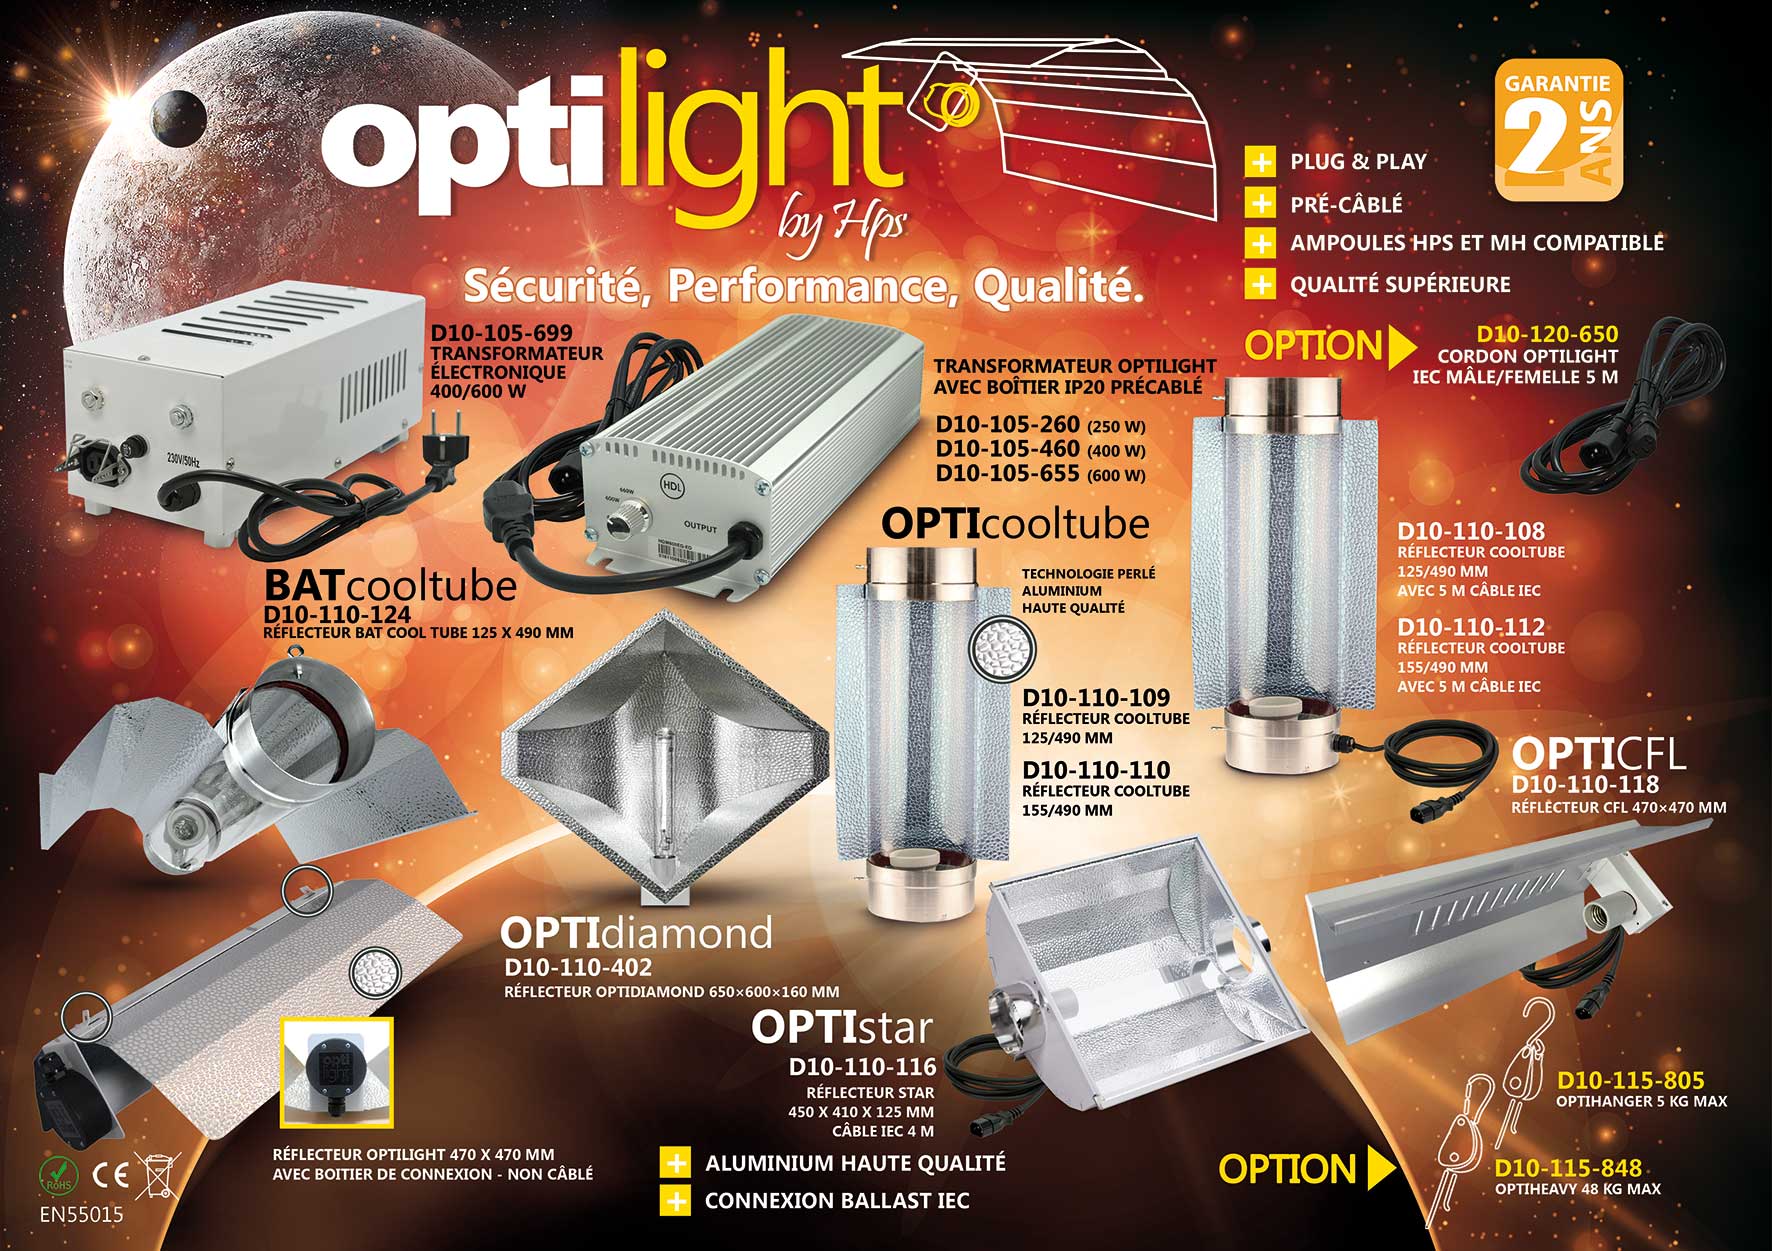 optilight
by Hps
Sécurité, Performance, Qualité.
GARANTIE
2 ANS
+ PLUG & PLAY
+ PRÉ-CÂBLÉ
+ AMPOULES HPS ET MH COMPATIBLE
+ QUALITÉ SUPÉRIEURE
OPTION
D10-120-650
CORDON OPTILIGHT
IEC MÂLE/FEMELLE 5 M
D10-105-699
TRANSFORMATEUR
ÉLECTRONIQUE
400/600 W
230V/50Hz
TRANSFORMATEUR OPTILIGHT
AVEC BOÎTIER IP20 PRÉCABLÉ
D10-105-260 (250 W)
D10-105-460 (400 W)
D10-105-655 (600 W)
HDL
660W
600W
OUTPUT
BATcooltube
D10-110-124
RÉFLECTEUR BAT COOL TUBE 125 X 490 MM
OPTIcooltube
TECHNOLOGIE PERLÉ
ALUMINIUM
HAUTE QUALITÉ
D10-110-109
RÉFLECTEUR COOLTUBE
125/490 MM
D10-110-110
RÉFLECTEUR COOLTUBE
155/490 MM
D10-110-108
RÉFLECTEUR COOLTUBE
125/490 MM
AVEC 5 M CÂBLE IEC
D10-110-112
RÉFLECTEUR COOLTUBE
155/490 MM
AVEC 5 M CÂBLE IEC
OPTICFL
D10-110-118
RÉFLECTEUR CFL 470×470 MM
OPTIdiamond
D10-110-402
RÉFLECTEUR OPTIDIAMOND 650×600×160 MM
OPTIstar
D10-110-116
RÉFLECTEUR STAR
450 X 410 X 125 MM
CÂBLE IEC 4 M
opti
light
RÉFLECTEUR OPTILIGHT 470 X 470 MM
AVEC BOITIER DE CONNEXION - NON CÂBLÉ
+ ALUMINIUM HAUTE QUALITÉ
+ CONNEXION BALLAST IEC
OPTION
D10-115-805
OPTIHANGER 5 KG MAX
D10-115-848
OPTIHEAVY 48 KG MAX
RoHS
CE
EN55015